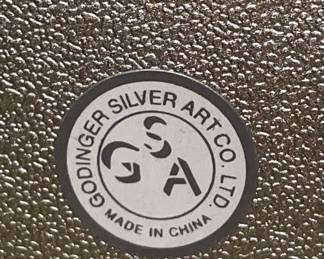 GODINGER SILVER ART CO. LTD.
GSA
MADE IN CHINA